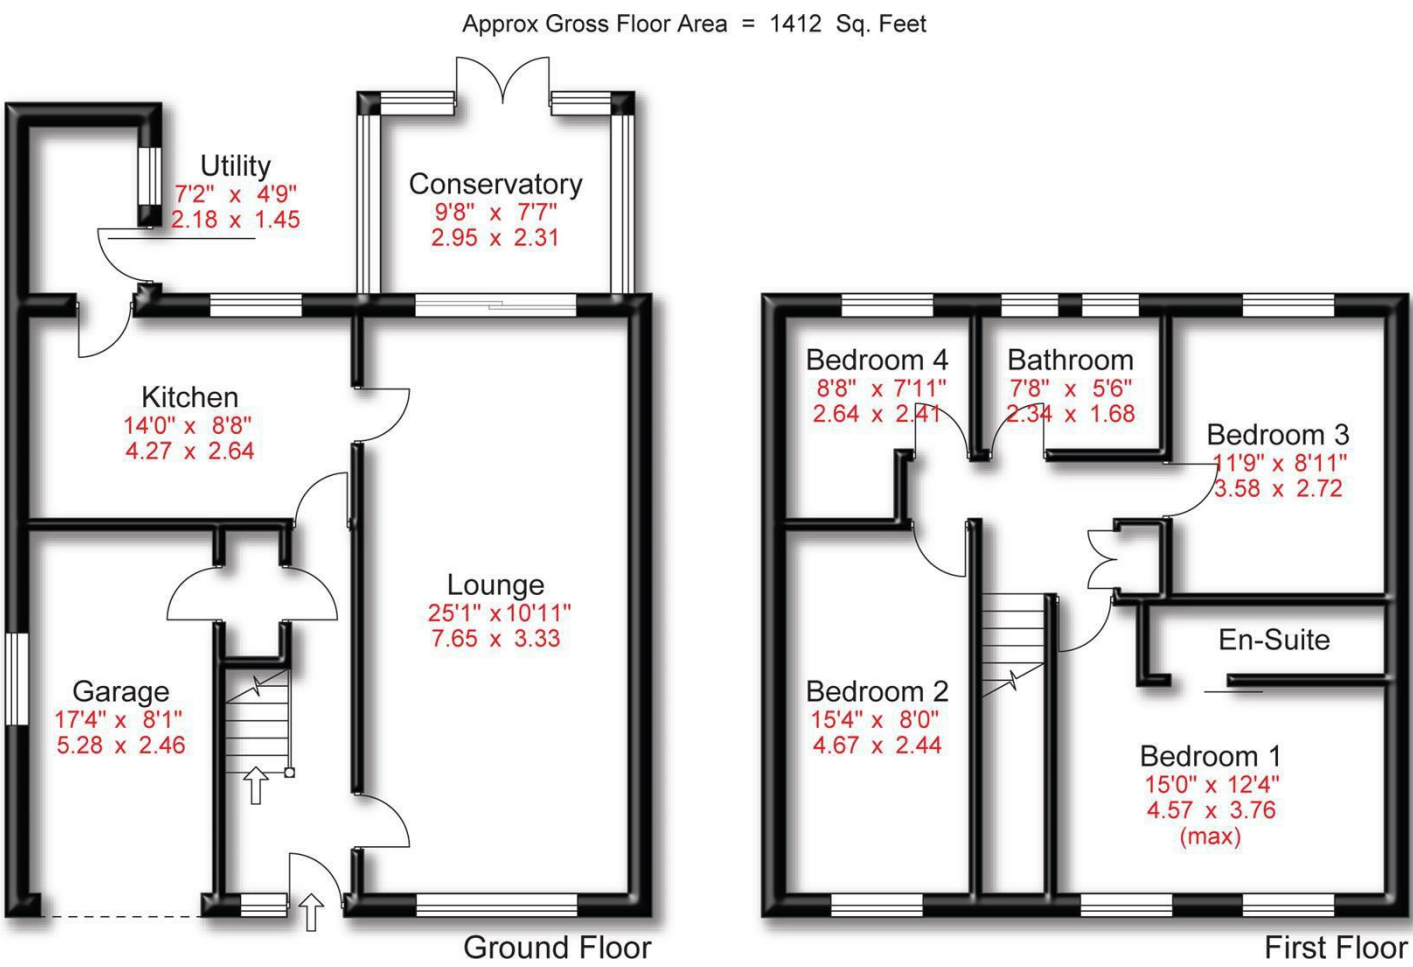 Approx Gross Floor Area = 1412 Sq. Feet
Utility
7'2" x 4'9"
2.18 x 1.45
Conservatory
9'8" x 7'7"
2.95 x 2.31
Kitchen
14'0" x 8'8"
4.27 x 2.64
Lounge
25'1" x 10'11"
7.65 x 3.33
Garage
17'4" x 8'1"
5.28 x 2.46
Ground Floor
Bedroom 4
8'8" x 7'11"
2.64 x 2.41
Bathroom
7'8" x 5'6"
2.34 x 1.68
Bedroom 3
11'9" x 8'11"
3.58 x 2.72
En-Suite
Bedroom 2
15'4" x 8'0"
4.67 x 2.44
Bedroom 1
15'0" x 12'4"
4.57 x 3.76
(max)
First Floor